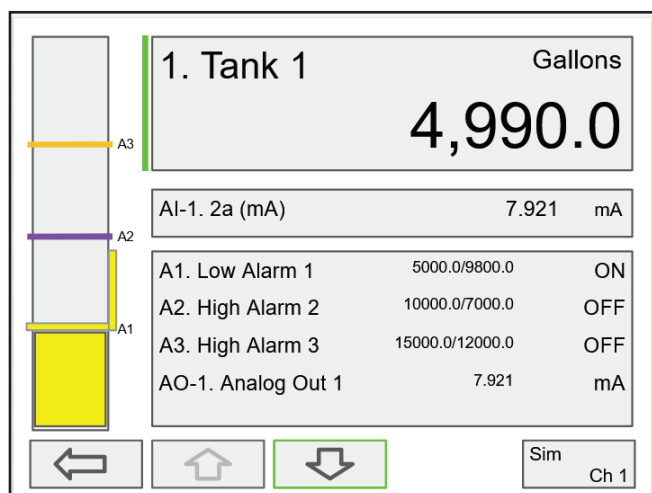 1. Tank 1 Gallons
4,990.0
A3
AI-1. 2a (mA) 7.921 mA
A2
A1. Low Alarm 1 5000.0/9800.0 ON
A2. High Alarm 2 10000.0/7000.0 OFF
A1
A3. High Alarm 3 15000.0/12000.0 OFF
AO-1. Analog Out 1 7.921 mA
Sim
Ch 1